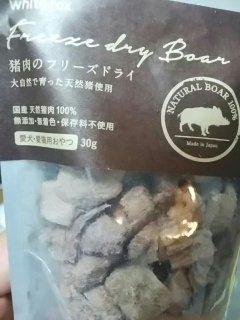 Freeze dry Boar
猪肉のフリーズドライ
大自然で育った天然猪使用
国産 天然猪肉100%
無添加・無着色・保存料不使用
愛犬・愛猫用おやつ 30g
NATURAL BOAR 100%
Made in Japan